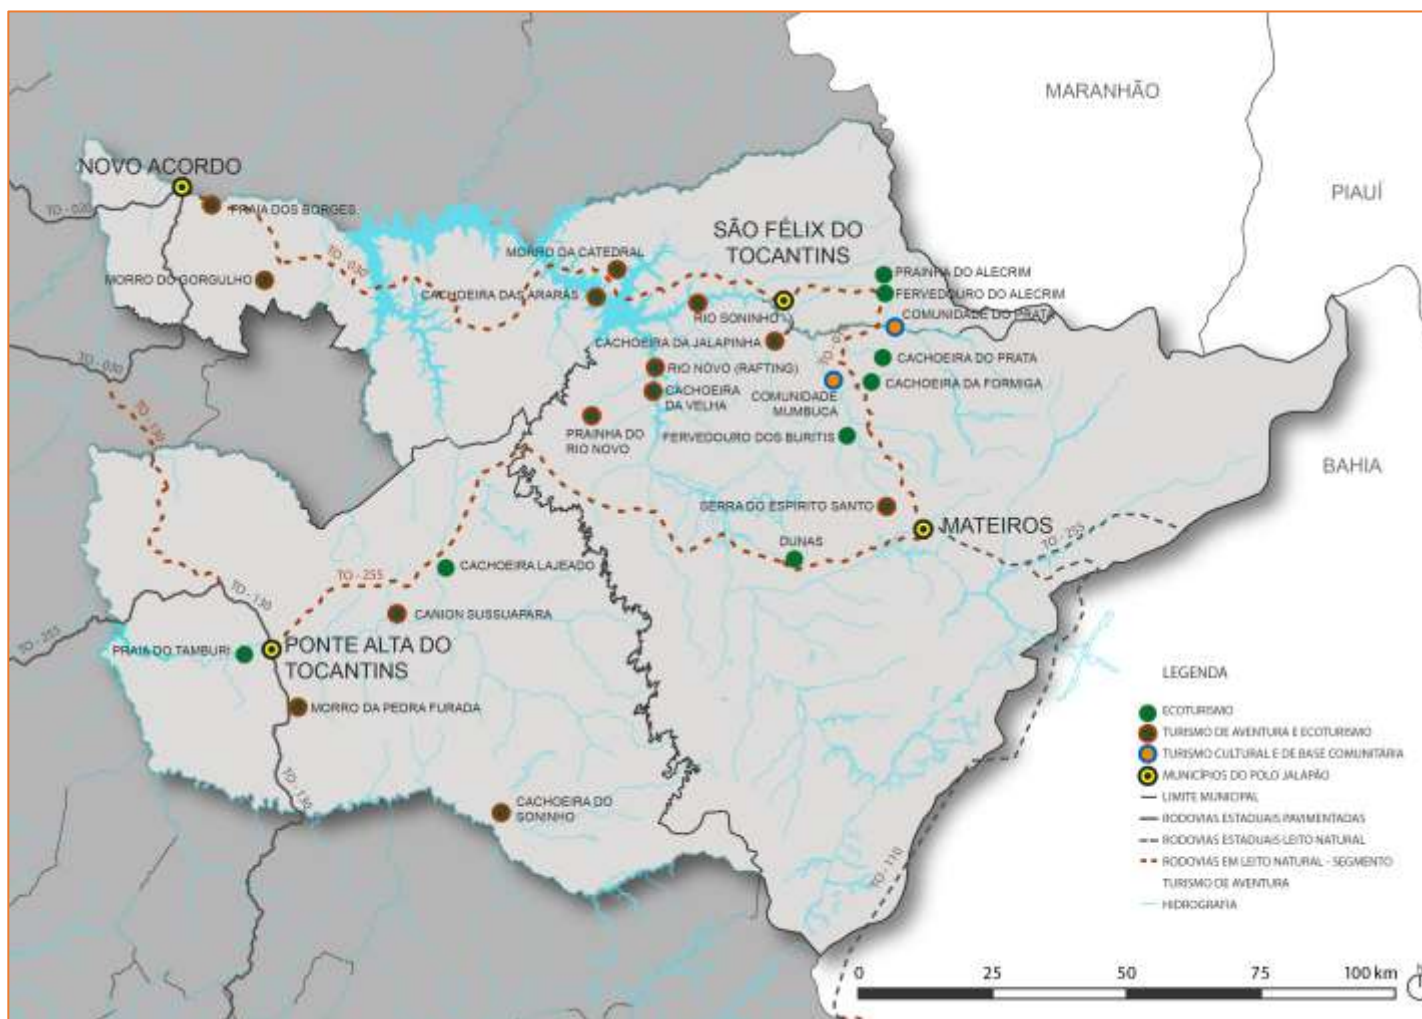 MARANHÃO
PIAUÍ
BAHIA
NOVO ACORDO
TO - 020
PRAIA DOS BORGES
MORRO DO GORGULHO
TO - 030
MORRO DA CATEDRAL
CACHOEIRA DAS ARARAS
SÃO FÉLIX DO
TOCANTINS
PRAINHA DO ALECRIM
FERVEDOURO DO ALECRIM
COMUNIDADE DO PRATA
RIO SONINHO
CACHOEIRA DA JALAPINHA
RIO NOVO (RAFTING)
CACHOEIRA
DA VELHA
CACHOEIRA DO PRATA
CACHOEIRA DA FORMIGA
COMUNIDADE
MUMBUCA
PRAINHA DO
RIO NOVO
FERVEDOURO DOS BURITIS
TO - 030
TO - 130
SERRA DO ESPÍRITO SANTO
MATEIROS
DUNAS
TO - 255
CACHOEIRA LAJEADO
TO - 255
CANION SUSSUAPARA
TO - 130
TO - 255
PRAIA DO TAMBURI
PONTE ALTA DO
TOCANTINS
MORRO DA PEDRA FURADA
TO - 130
CACHOEIRA DO
SONINHO
TO - 110
LEGENDA
ECOTURISMO
TURISMO DE AVENTURA E ECOTURISMO
TURISMO CULTURAL E DE BASE COMUNITÁRIA
MUNICÍPIOS DO POLO JALAPÃO
LIMITE MUNICIPAL
RODOVIAS ESTADUAIS PAVIMENTADAS
RODOVIAS ESTADUAIS LEITO NATURAL
RODOVIAS EM LEITO NATURAL - SEGMENTO
TURISMO DE AVENTURA
HIDROGRAFIA
0 25 50 75 100 km